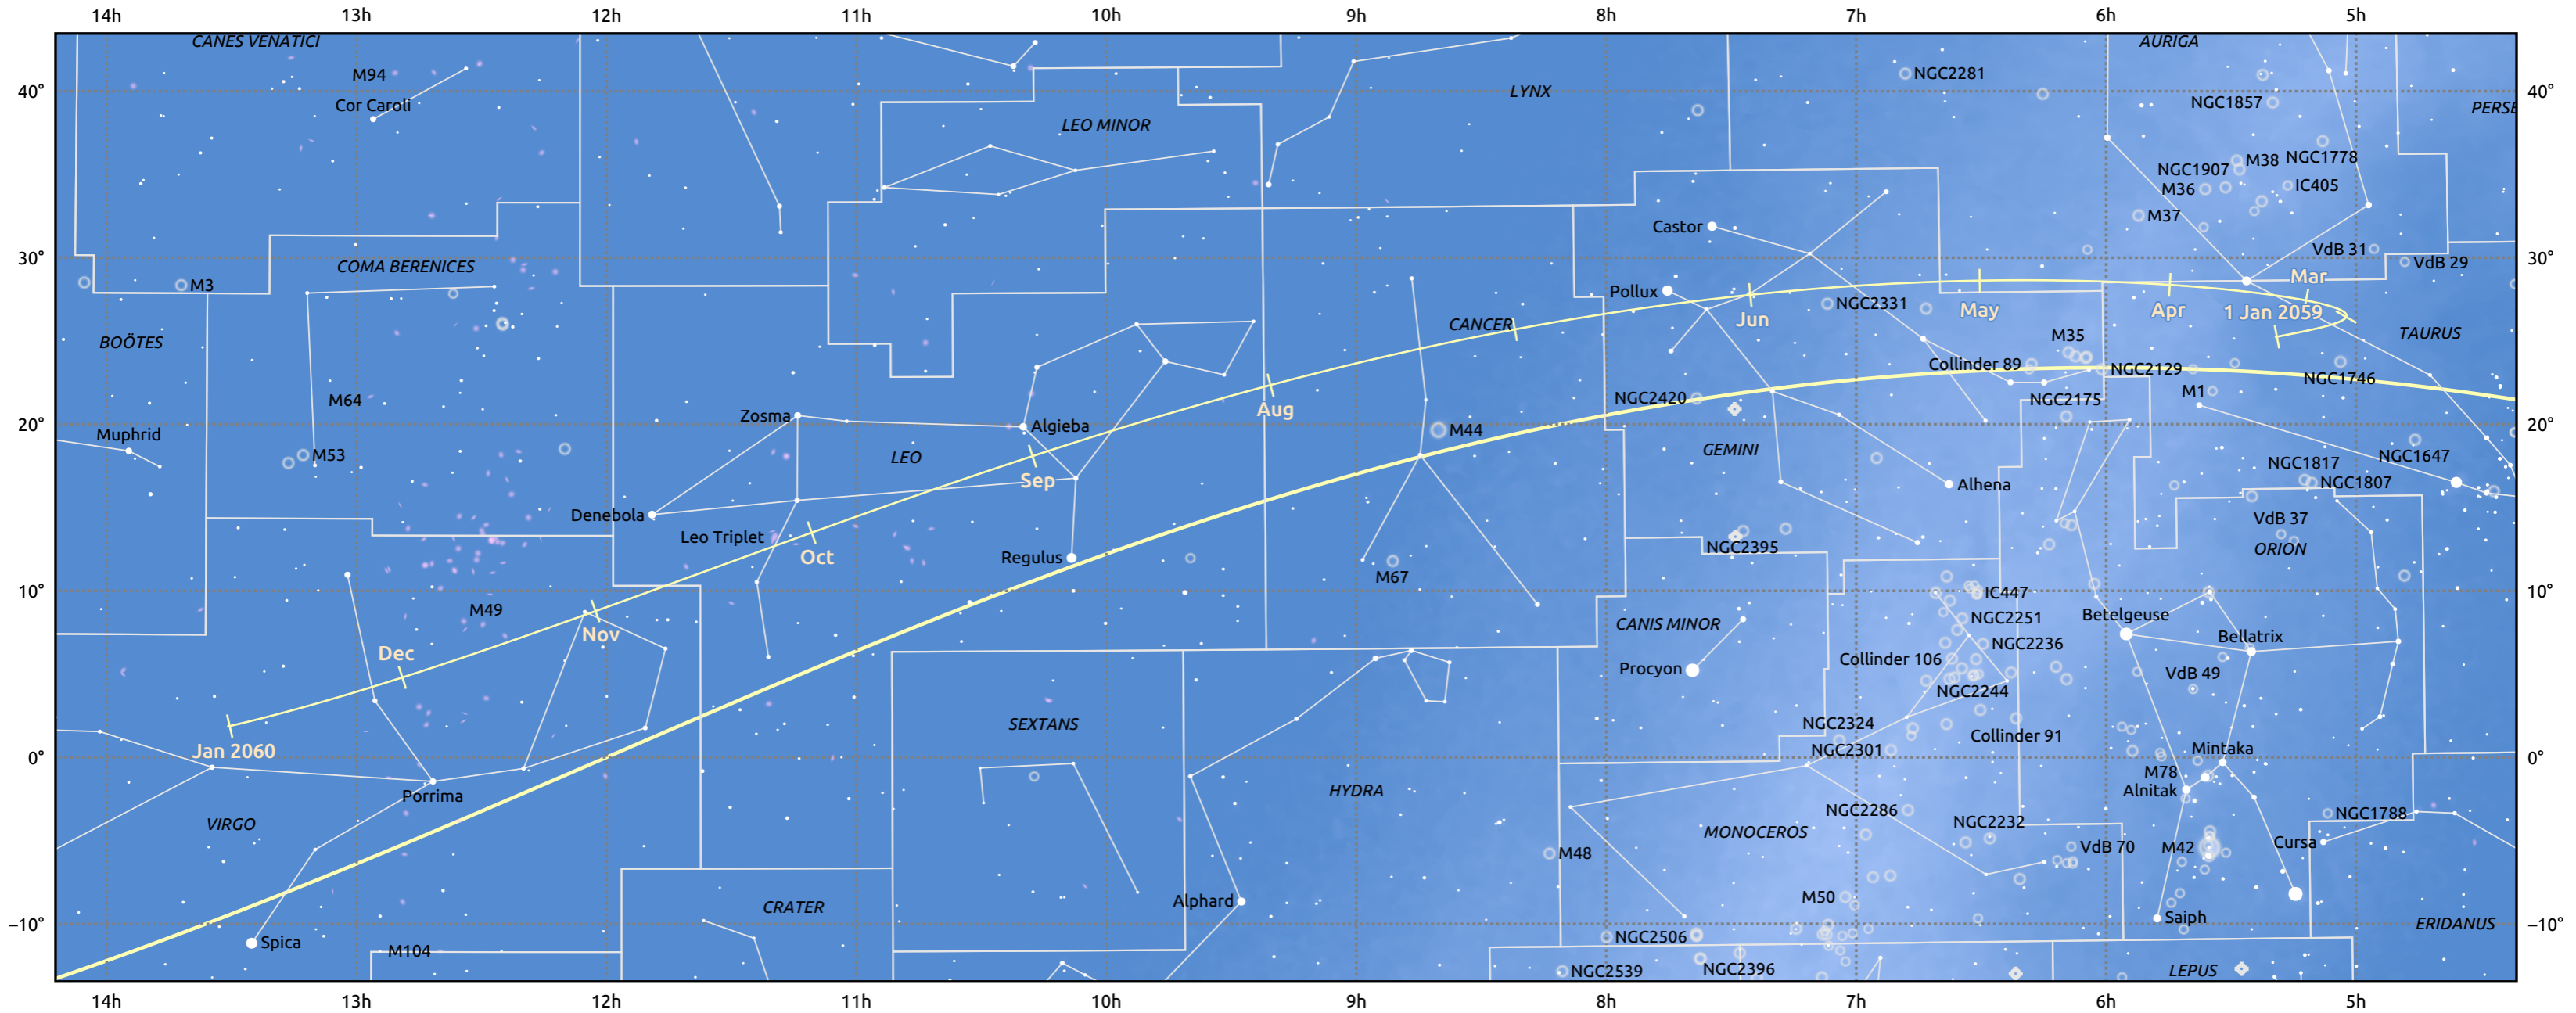 14h 13h 12h 11h 10h 9h 8h 7h 6h 5h
CANES VENATICI
AURIGA
M94
NGC2281
40°
LYNX
40°
Cor Caroli
NGC1857
PERSE
LEO MINOR
NGC1907 M38 NGC1778
M36 IC405
M37
Castor
VdB 31
30°
30°
COMA BERENICES
VdB 29
M3
Mar
Pollux
NGC2331
May Apr 1 Jan 2059
Jun
CANCER
BOÖTES
M35
TAURUS
Collinder 89
NGC2129
NGC1746
M64
NGC2420
M1
NGC2175
Aug
Zosma
20°
Algieba
M44
20°
Muphrid
LEO
GEMINI
M53
NGC1647
NGC1817
Sep
Alhena
NGC1807
Denebola
VdB 37
Leo Triplet
Oct
NGC2395
ORION
Regulus
M67
10°
IC447
10°
M49
Betelgeuse
NGC2251
CANIS MINOR
Nov
Bellatrix
NGC2236
Dec
Collinder 106
Procyon
VdB 49
NGC2244
SEXTANS
NGC2324
Collinder 91
Jan 2060
NGC2301
Mintaka
0°
0°
M78
HYDRA
Alnitak
Porrima
NGC2286
NGC1788
VIRGO
MONOCEROS
NGC2232
Cursa
M48
VdB 70
M42
M50
CRATER
Alphard
Saiph
−10°
ERIDANUS
−10°
NGC2506
Spica
M104
NGC2539
NGC2396
LEPUS
14h 13h 12h 11h 10h 9h 8h 7h 6h 5h